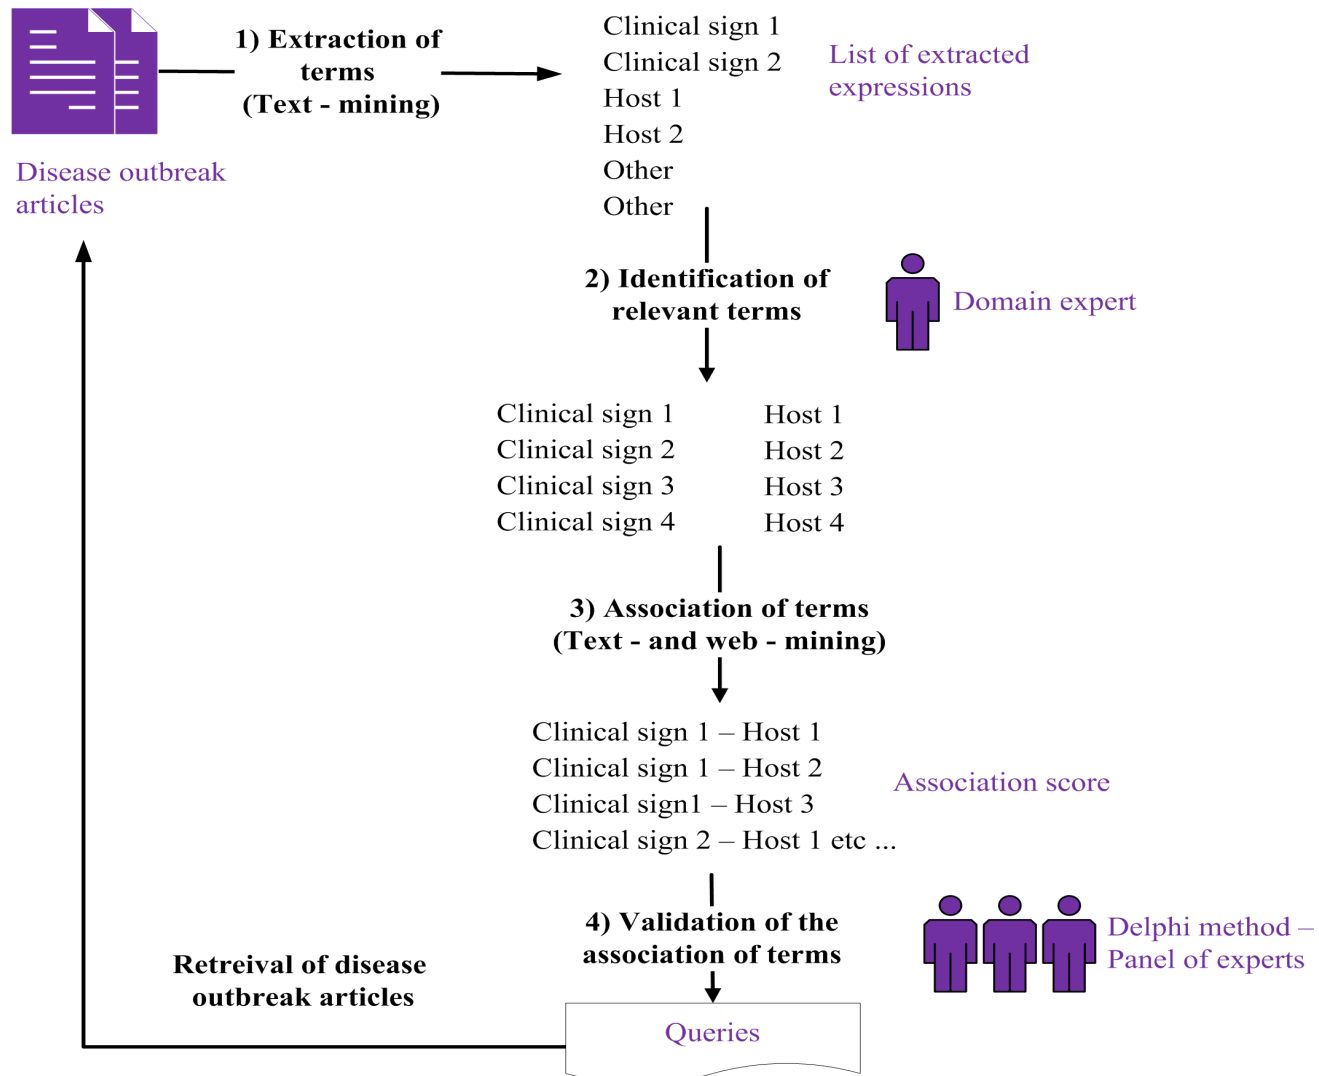 1) Extraction of
terms
(Text - mining)
Clinical sign 1
Clinical sign 2
Host 1
Host 2
Other
Other
List of extracted
expressions
Disease outbreak
articles
2) Identification of
relevant terms
Domain expert
Clinical sign 1
Clinical sign 2
Clinical sign 3
Clinical sign 4
Host 1
Host 2
Host 3
Host 4
3) Association of terms
(Text - and web - mining)
Clinical sign 1 – Host 1
Clinical sign 1 – Host 2
Clinical sign1 – Host 3
Clinical sign 2 – Host 1 etc ...
Association score
4) Validation of the
association of terms
Delphi method –
Panel of experts
Retreival of disease
outbreak articles
Queries